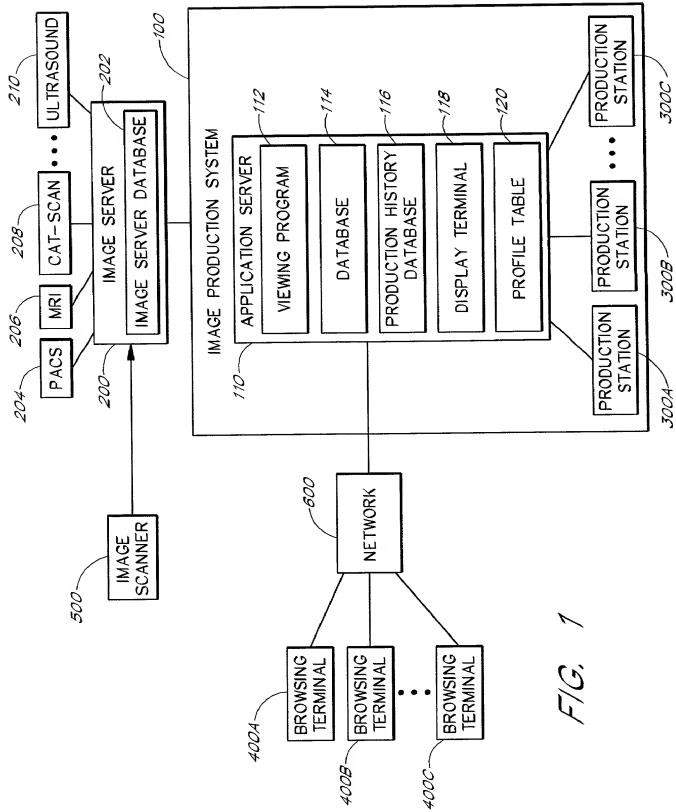 204
PACS
206
MRI
208
CAT-SCAN
210
ULTRASOUND
200
IMAGE SERVER
IMAGE SERVER DATABASE
202
500
IMAGE
SCANNER
100
IMAGE PRODUCTION SYSTEM
110
APPLICATION SERVER
VIEWING PROGRAM
112
DATABASE
114
PRODUCTION HISTORY
DATABASE
116
DISPLAY TERMINAL
118
PROFILE TABLE
120
PRODUCTION
STATION
300A
PRODUCTION
STATION
300B
PRODUCTION
STATION
300C
600
NETWORK
400A
BROWSING
TERMINAL
400B
BROWSING
TERMINAL
400C
BROWSING
TERMINAL
FIG. 1